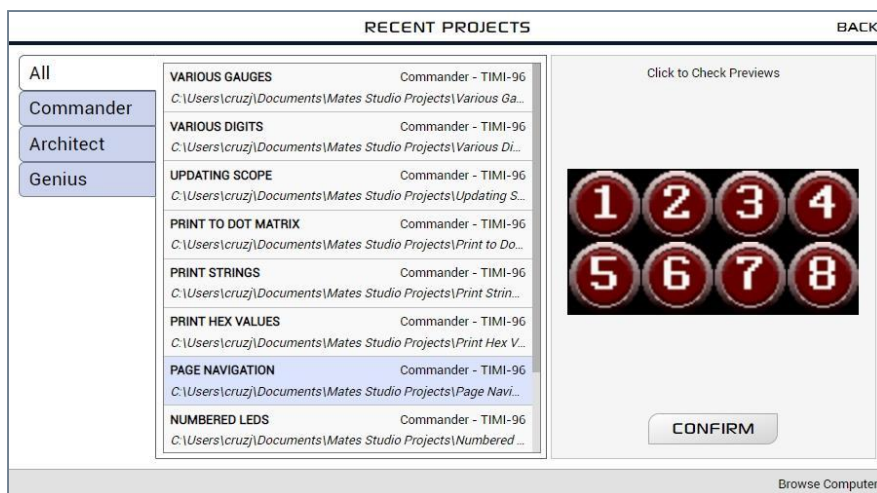 RECENT PROJECTS
BACK
All
Commander
Architect
Genius
VARIOUS GAUGES Commander - TIMI-96
C:\Users\cruzj\Documents\Mates Studio Projects\Various Ga...
VARIOUS DIGITS Commander - TIMI-96
C:\Users\cruzj\Documents\Mates Studio Projects\Various Di...
UPDATING SCOPE Commander - TIMI-96
C:\Users\cruzj\Documents\Mates Studio Projects\Updating S...
PRINT TO DOT MATRIX Commander - TIMI-96
C:\Users\cruzj\Documents\Mates Studio Projects\Print to Do...
PRINT STRINGS Commander - TIMI-96
C:\Users\cruzj\Documents\Mates Studio Projects\Print Strin...
PRINT HEX VALUES Commander - TIMI-96
C:\Users\cruzj\Documents\Mates Studio Projects\Print Hex V...
PAGE NAVIGATION Commander - TIMI-96
C:\Users\cruzj\Documents\Mates Studio Projects\Page Navi...
NUMBERED LEDS Commander - TIMI-96
C:\Users\cruzj\Documents\Mates Studio Projects\Numbered ...
Click to Check Previews
1 2 3 4
5 6 7 8
CONFIRM
Browse Computer